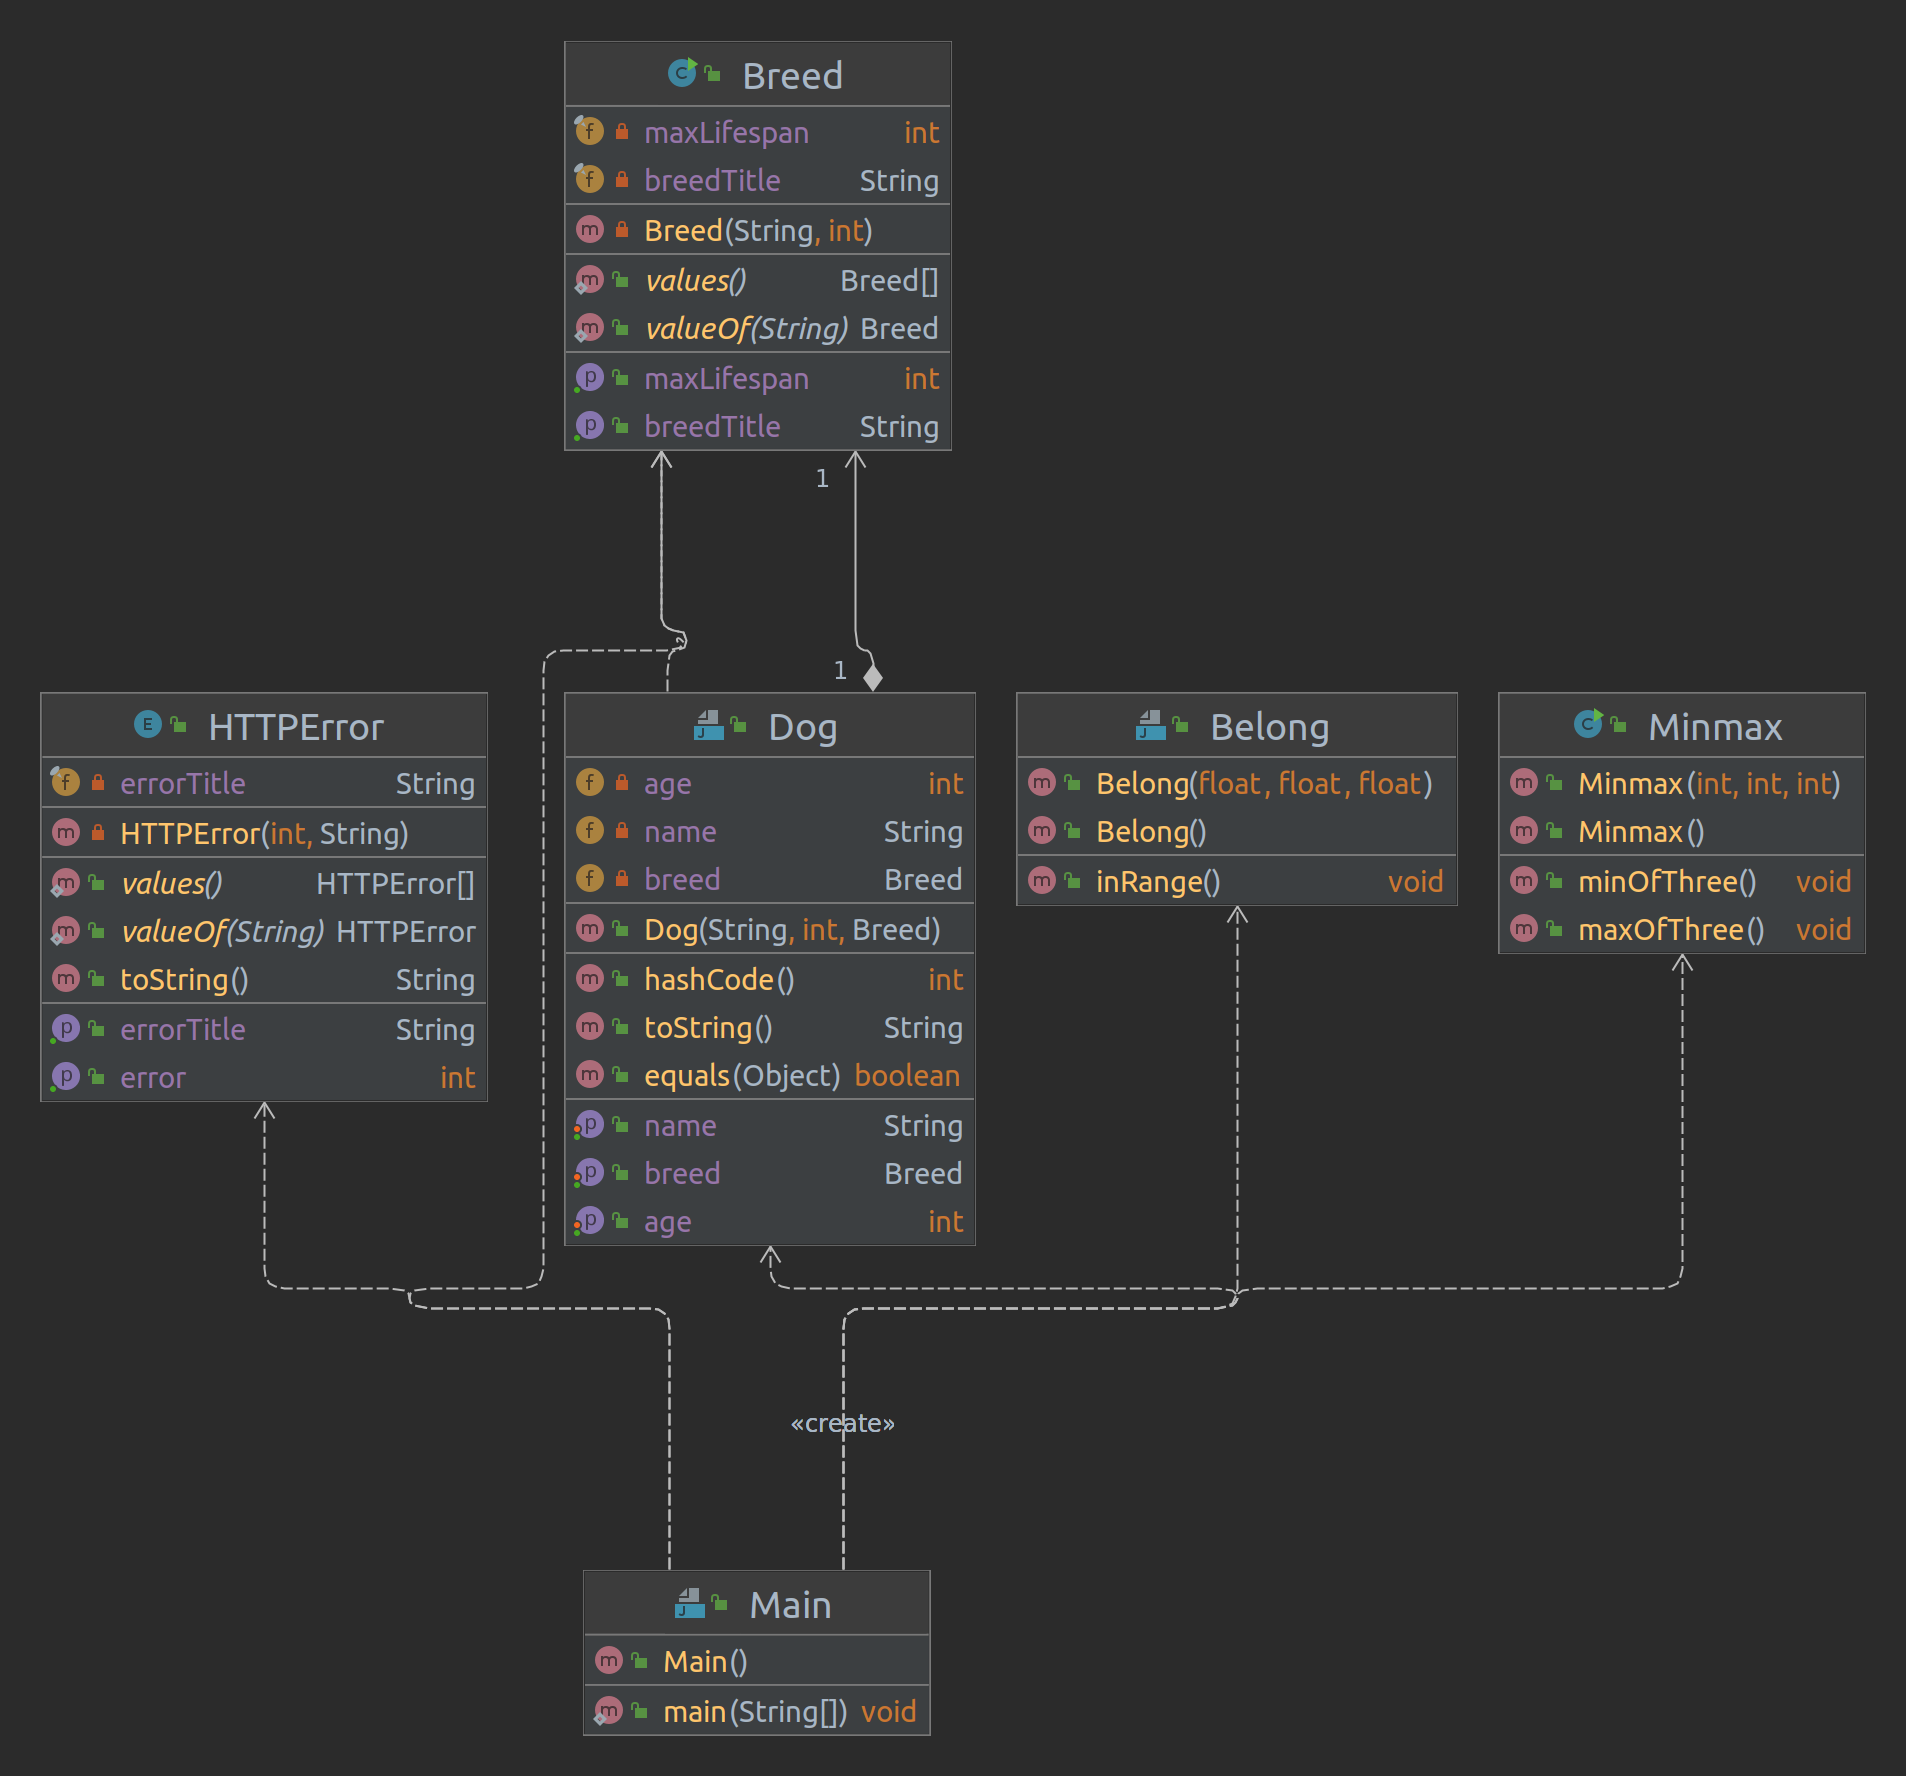 Breed
maxLifespan int
breedTitle String
Breed(String, int)
values() Breed[]
valueOf(String) Breed
maxLifespan int
breedTitle String
1
1
HTTPError
errorTitle String
HTTPError(int, String)
values() HTTPError[]
valueOf(String) HTTPError
toString() String
errorTitle String
error int
Dog
age int
name String
breed Breed
Dog(String, int, Breed)
hashCode() int
toString() String
equals(Object) boolean
name String
breed Breed
age int
Belong
Belong(float, float, float)
Belong()
inRange() void
Minmax
Minmax(int, int, int)
Minmax()
minOfThree() void
maxOfThree() void
«create»
Main
Main()
main(String[]) void